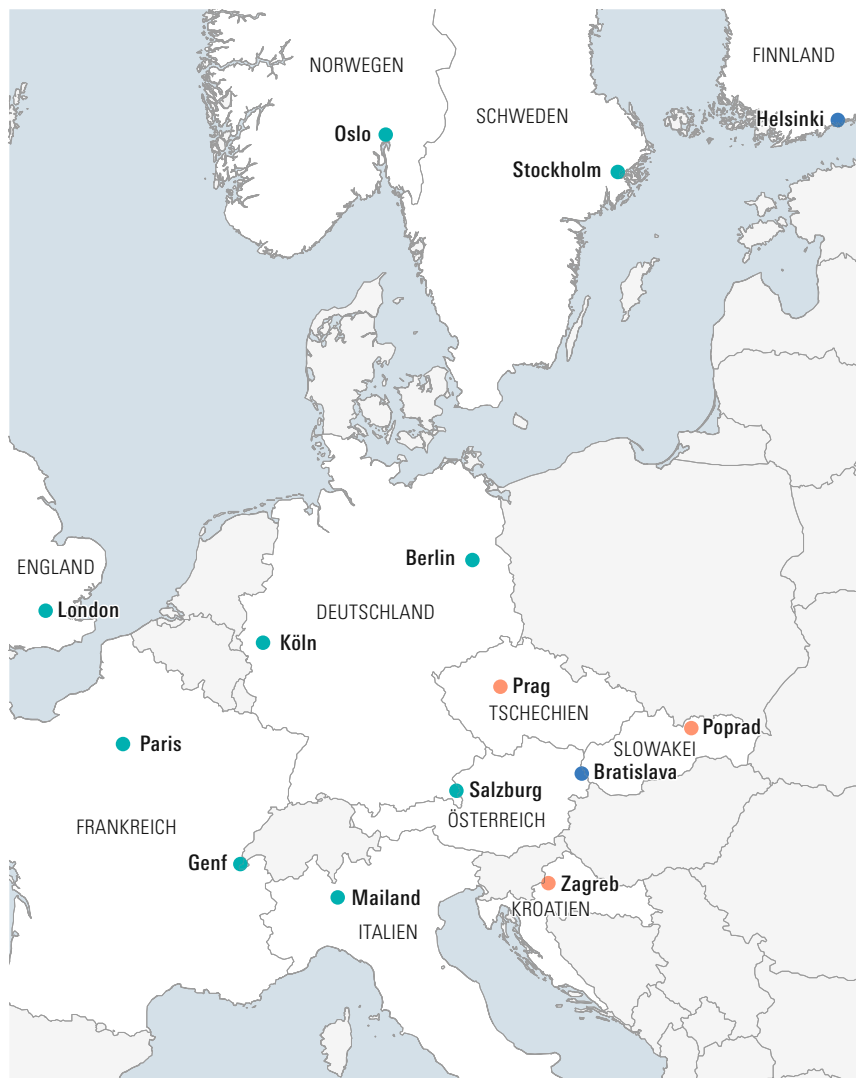 FINNLAND
NORWEGEN
SCHWEDEN
Helsinki
Oslo
Stockholm
Berlin
ENGLAND
London
DEUTSCHLAND
Köln
Prag
TSCHECHIEN
Poprad
Paris
SLOWAKEI
Bratislava
Salzburg
ÖSTERREICH
FRANKREICH
Genf
Zagreb
Mailand
KROATIEN
ITALIEN